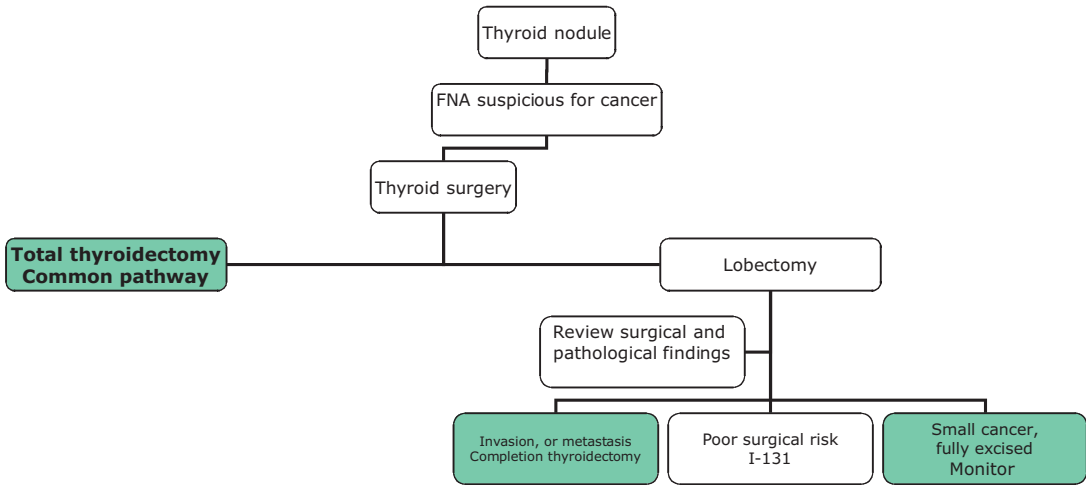 Thyroid nodule
FNA suspicious for cancer
Thyroid surgery
Total thyroidectomy
Common pathway
Lobectomy
Review surgical and
pathological findings
Invasion, or metastasis
Completion thyroidectomy
Poor surgical risk
I-131
Small cancer,
fully excised
Monitor